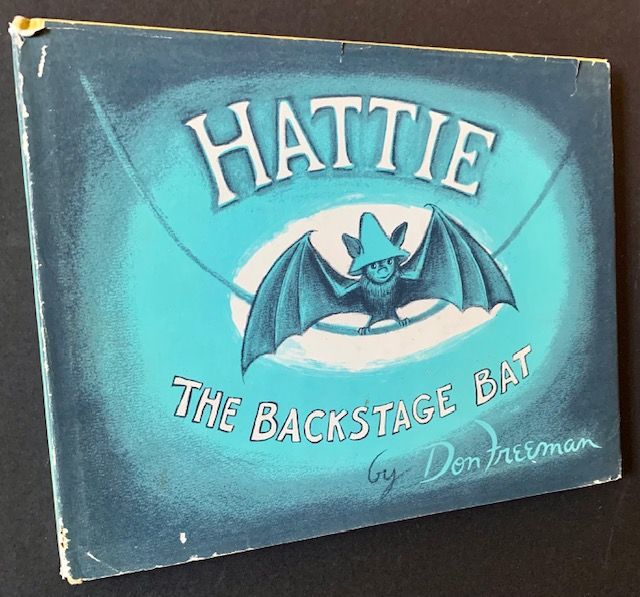 HATTIE
THE BACKSTAGE BAT
by Don Freeman